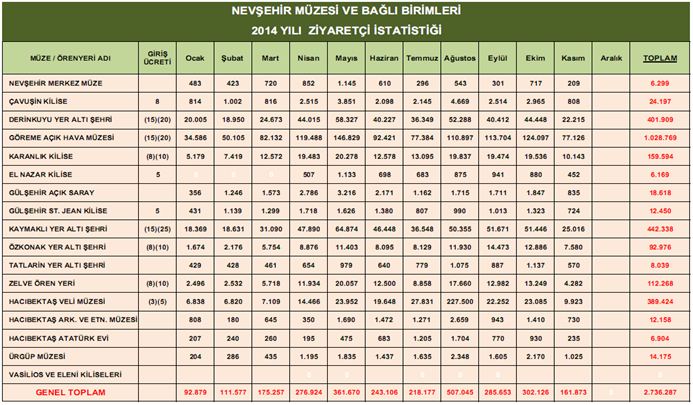 NEVŞEHİR MÜZESİ VE BAĞLI BİRİMLERİ
2014 YILI ZİYARETÇİ İSTATİSTİĞİ
MÜZE / ÖRENYERİ ADI GİRİŞ ÜCRETİ Ocak Şubat Mart Nisan Mayıs Haziran Temmuz Ağustos Eylül Ekim Kasım Aralık TOPLAM
NEVŞEHİR MERKEZ MÜZE 483 423 720 852 1.145 610 296 543 301 717 209 6.299
ÇAVUŞİN KİLİSE 8 814 1.002 816 2.515 3.851 2.098 2.145 4.669 2.514 2.965 808 24.197
DERİNKUYU YER ALTI ŞEHRİ (15)(20) 20.005 18.950 24.673 44.015 58.327 40.227 36.349 52.288 40.412 44.448 22.215 401.909
GÖREME AÇIK HAVA MÜZESİ (15)(20) 34.586 50.105 82.132 119.488 146.829 92.421 77.384 110.897 113.704 124.097 77.126 1.028.769
KARANLIK KİLİSE (8)(10) 5.179 7.419 12.572 19.483 20.278 12.578 13.095 19.837 19.474 19.536 10.143 159.594
EL NAZAR KİLİSE 5 0 0 0 507 1.133 698 683 875 941 880 452 6.169
GÜLŞEHİR AÇIK SARAY 356 1.246 1.573 2.786 3.216 2.171 1.162 1.715 1.711 1.847 835 18.618
GÜLŞEHİR ST. JEAN KİLİSE 5 431 1.139 1.299 1.718 1.626 1.380 807 990 1.013 1.323 724 12.450
KAYMAKLI YER ALTI ŞEHRİ (15)(25) 18.369 18.631 31.090 47.890 64.874 46.448 36.548 50.355 51.671 51.446 25.016 442.338
ÖZKONAK YER ALTI ŞEHRİ (8)(10) 1.674 2.176 5.754 8.876 11.403 8.095 8.129 11.930 14.473 12.886 7.580 92.976
TATLARİN YER ALTI ŞEHRİ 429 428 461 654 979 640 779 1.075 887 1.137 570 8.039
ZELVE ÖREN YERİ (8)(10) 2.496 2.532 5.718 11.934 20.057 12.500 8.858 17.660 12.982 13.249 4.282 112.268
HACIBEKTAŞ VELİ MÜZESİ (3)(5) 6.838 6.820 7.109 14.466 23.952 19.648 27.831 227.500 22.252 23.085 9.923 389.424
HACIBEKTAŞ ARK. VE ETN. MÜZESİ 808 180 645 350 1.690 1.472 1.271 2.659 943 1.410 730 12.158
HACIBEKTAŞ ATATÜRK EVİ 207 240 260 195 475 683 1.205 1.704 770 930 235 6.904
ÜRGÜP MÜZESİ 204 286 435 1.195 1.835 1.437 1.635 2.348 1.605 2.170 1.025 14.175
VASİLİOS VE ELENİ KİLİSELERİ
GENEL TOPLAM 92.879 111.577 175.257 276.924 361.670 243.106 218.177 507.045 285.653 302.126 161.873 0 2.736.287